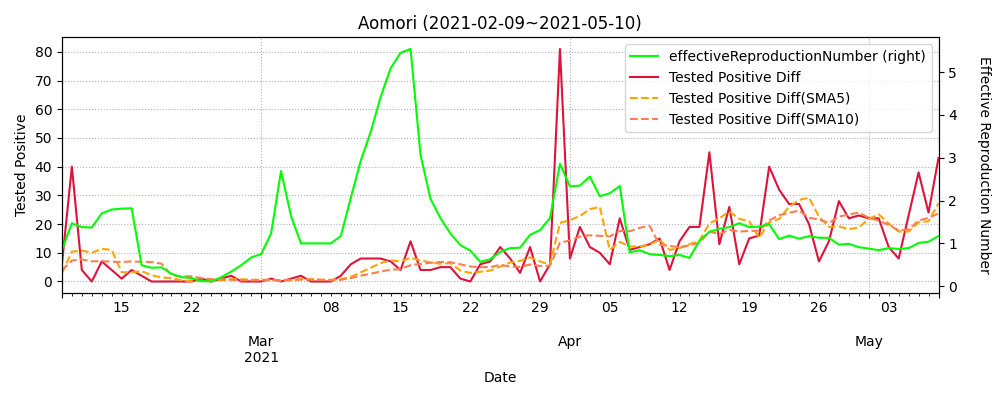 Aomori (2021-02-09~2021-05-10)
effectiveReproductionNumber (right)
Tested Positive Diff
Tested Positive Diff(SMA5)
Tested Positive Diff(SMA10)
Tested Positive
80
70
60
50
40
30
20
10
0
5
4
3
2
1
0
Effective Reproduction Number
15 22 08 15 22 29 05 12 19 26 03
Mar Apr May
2021
Date